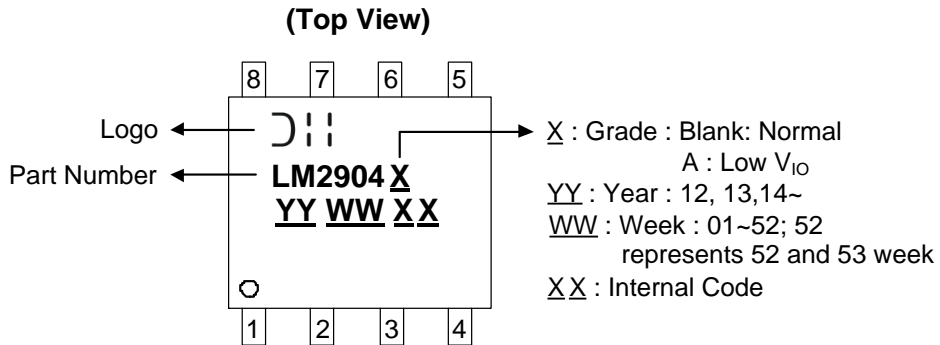 (Top View)
8 7 6 5
Logo
Part Number
LM2904 X
YY WW X X
X : Grade : Blank: Normal
A : Low VIO
YY : Year : 12, 13,14~
WW : Week : 01~52; 52
represents 52 and 53 week
X X : Internal Code
1 2 3 4